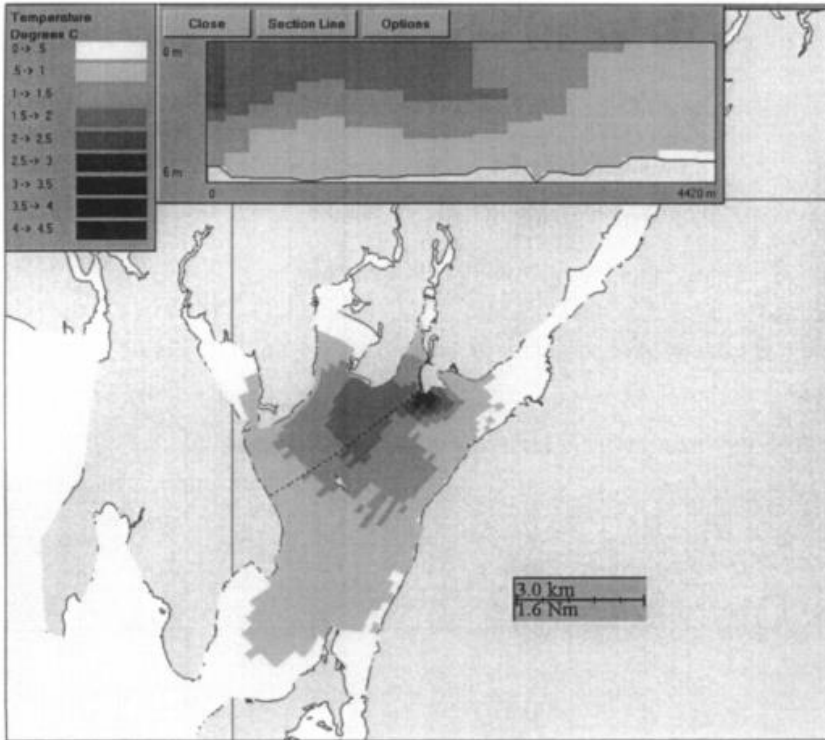 Temperature
Degrees C
0-> .5
.5-> 1
1-> 1.5
1.5-> 2
2-> 2.5
2.5-> 3
3-> 3.5
3.5-> 4
4-> 4.5
Close
Section Line
Options
0 m
6 m
0
4420 m
3.0 km
1.6 Nm